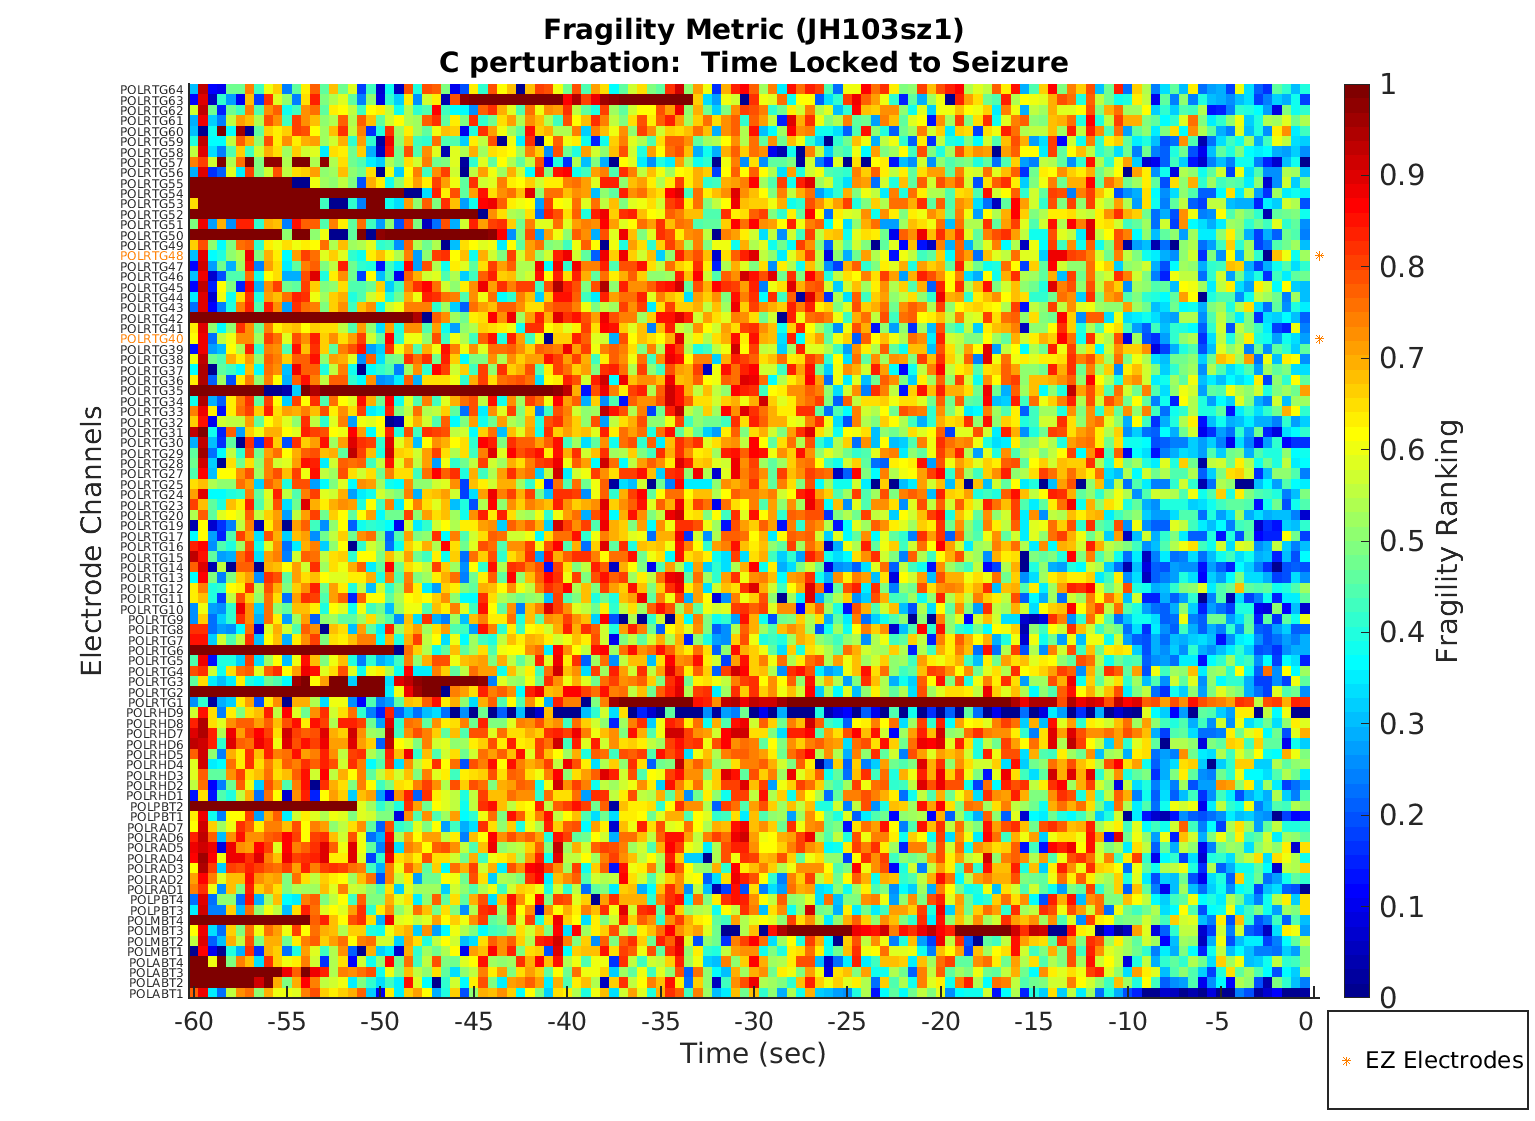 Fragility Metric (JH103sz1)
C perturbation:  Time Locked to Seizure
POLRTG64
POLRTG63
POLRTG62
POLRTG61
POLRTG60
POLRTG59
POLRTG58
POLRTG57
POLRTG56
POLRTG55
POLRTG54
POLRTG53
POLRTG52
POLRTG51
POLRTG50
POLRTG49
POLRTG48
POLRTG47
POLRTG46
POLRTG45
POLRTG44
POLRTG43
POLRTG42
POLRTG41
POLRTG40
POLRTG39
POLRTG38
POLRTG37
POLRTG36
POLRTG35
POLRTG34
POLRTG33
POLRTG32
POLRTG31
POLRTG30
POLRTG29
POLRTG28
POLRTG27
POLRTG25
POLRTG24
POLRTG23
POLRTG20
POLRTG19
POLRTG17
POLRTG16
POLRTG15
POLRTG14
POLRTG13
POLRTG12
POLRTG11
POLRTG10
POLRTG9
POLRTG8
POLRTG7
POLRTG6
POLRTG5
POLRTG4
POLRTG3
POLRTG2
POLRTG1
POLRHD9
POLRHD8
POLRHD7
POLRHD6
POLRHD5
POLRHD4
POLRHD3
POLRHD2
POLRHD1
POLPBT2
POLPBT1
POLRAD7
POLRAD6
POLRAD5
POLRAD4
POLRAD3
POLRAD2
POLRAD1
POLPBT4
POLPBT3
POLMBT4
POLMBT3
POLMBT2
POLMBT1
POLABT4
POLABT3
POLABT2
POLABT1
Electrode Channels
-60 -55 -50 -45 -40 -35 -30 -25 -20 -15 -10 -5 0
Time (sec)
1
0.9
0.8
0.7
0.6
0.5
0.4
0.3
0.2
0.1
0
Fragility Ranking
EZ Electrodes